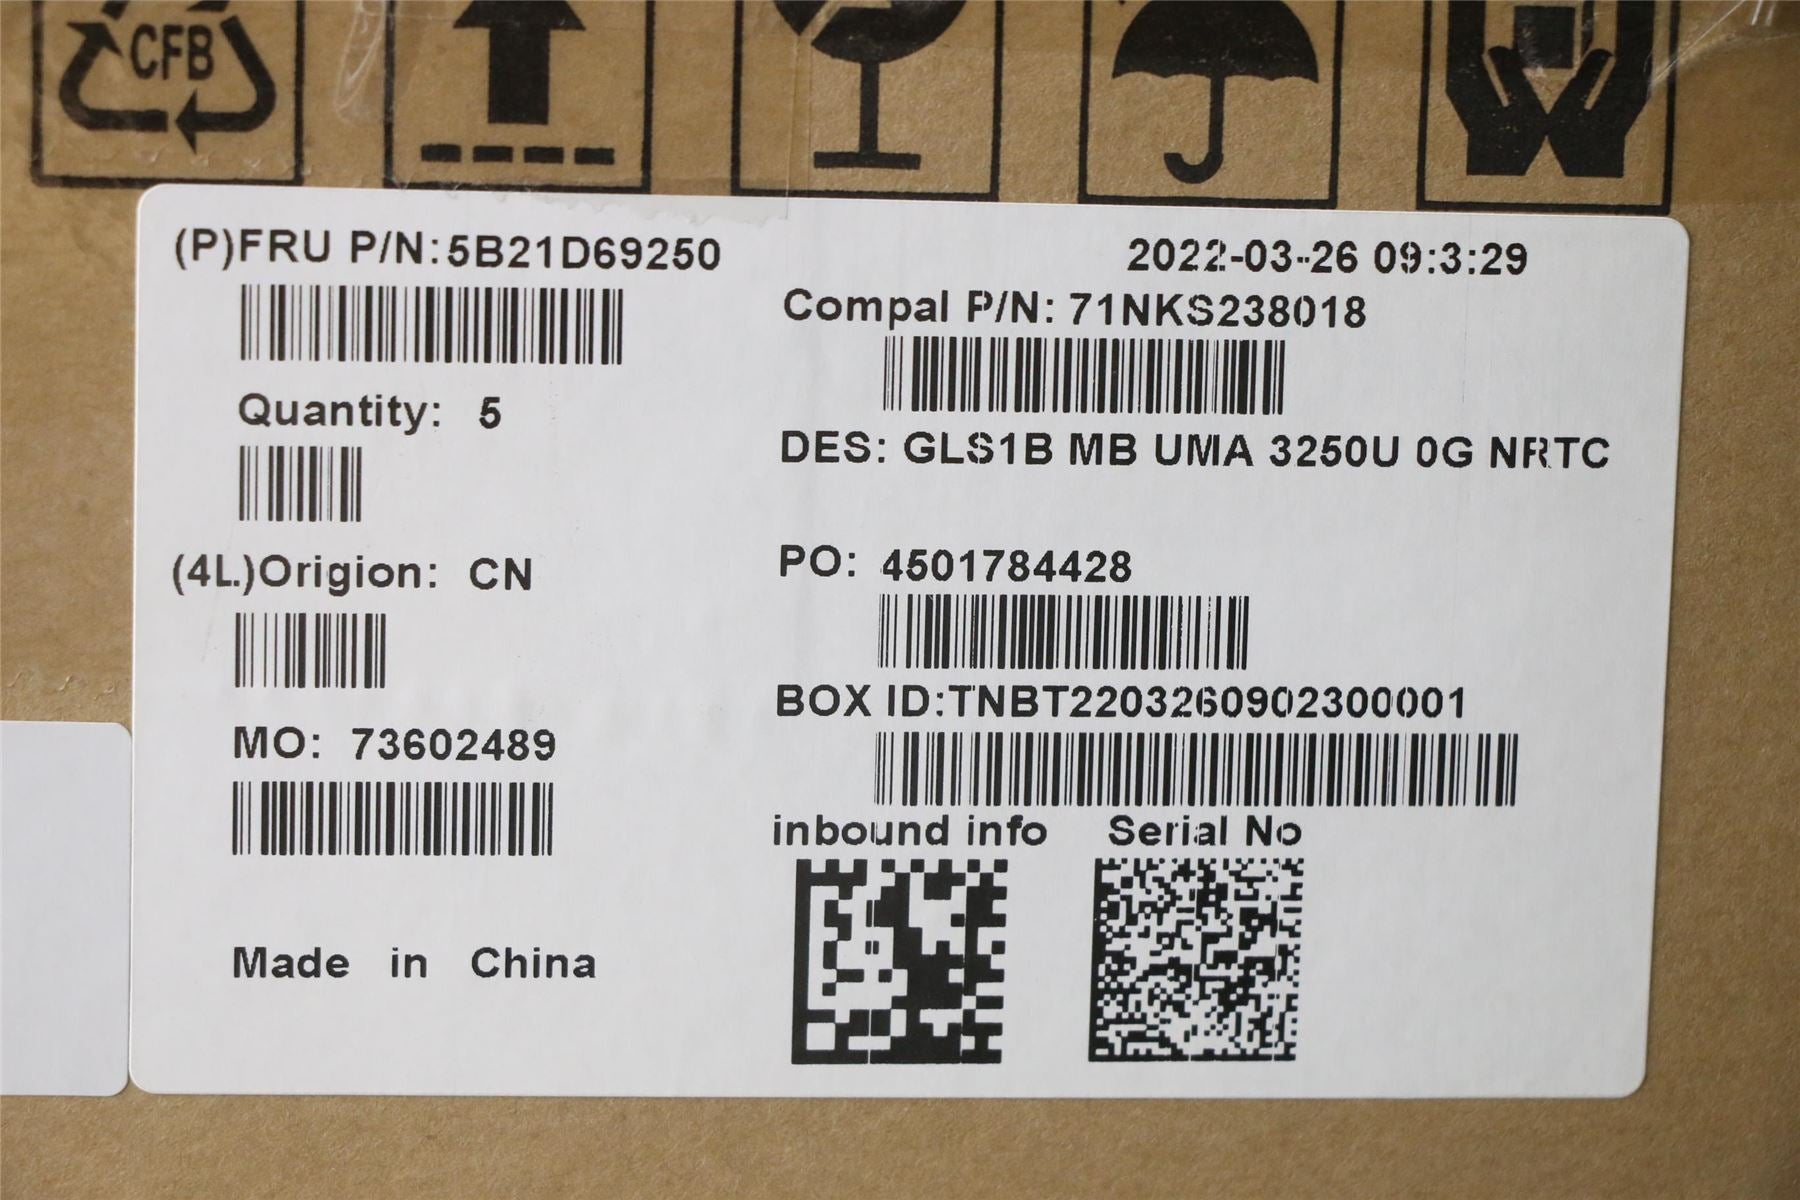 CFB
(P)FRU P/N:5B21D69250
2022-03-26 09:3:29
Compal P/N: 71NKS238018
Quantity: 5
DES: GLS1B MB UMA 3250U 0G NRTC
(4L)Origion: CN
PO: 4501784428
BOX ID:TNBT2203260902300001
MO: 73602489
inbound info
Serial No
Made in China